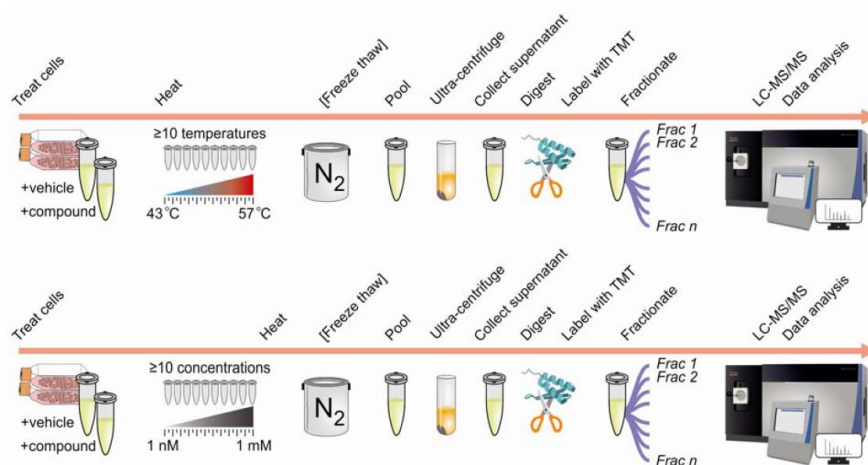 Treat cells
Heat
[Freeze thaw]
Pool
Ultra-centrifuge
Collect supernatant
Digest
Label with TMT
Fractionate
LC-MS/MS
Data analysis
≥10 temperatures
+vehicle
+compound
43 °C
57 °C
N2
Frac 1
Frac 2
Frac n
Treat cells
Heat
[Freeze thaw]
Pool
Ultra-centrifuge
Collect supernatant
Digest
Label with TMT
Fractionate
LC-MS/MS
Data analysis
≥10 concentrations
+vehicle
+compound
1 nM
1 mM
N2
Frac 1
Frac 2
Frac n